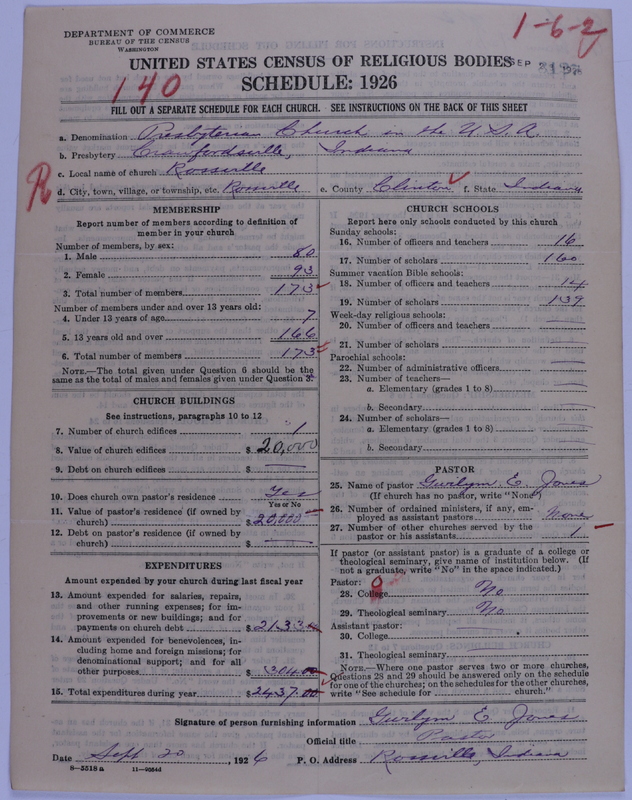 DEPARTMENT OF COMMERCE
BUREAU OF THE CENSUS
WASHINGTON
1-6-2
UNITED STATES CENSUS OF RELIGIOUS BODIES
SEP
140
SCHEDULE: 1926
FILL OUT A SEPARATE SCHEDULE FOR EACH CHURCH. SEE INSTRUCTIONS ON THE BACK OF THIS SHEET
a. Denomination Presbyterian Church in the U.S.A.
b. Presbytery Crawfordsville, Indiana
c. Local name of church Rossville
R
d. City, town, village, or township, etc. Rossville e. County Clinton f. State Indiana
MEMBERSHIP
Report number of members according to definition of
member in your church
Number of members, by sex:
1. Male 80
2. Female 93
3. Total number of members 173
Number of members under and over 13 years old:
4. Under 13 years of age 7
5. 13 years old and over 166
6. Total number of members 173
NOTE.—The total given under Question 6 should be the
same as the total of males and females given under Question 3.
CHURCH BUILDINGS
See instructions, paragraphs 10 to 12
7. Number of church edifices 1
8. Value of church edifices $ 20,000
9. Debt on church edifices $
10. Does church own pastor's residence Yes
Yes or No
11. Value of pastor's residence (if owned by
church) $ 20,000
12. Debt on pastor's residence (if owned by
church) $
EXPENDITURES
Amount expended by your church during last fiscal year
13. Amount expended for salaries, repairs,
and other running expenses; for im-
provements or new buildings; and for
payments on church debt $ 2133
14. Amount expended for benevolences, in-
cluding home and foreign missions; for
denominational support; and for all
other purposes $ 304.00
15. Total expenditures during year $ 2437.00
CHURCH SCHOOLS
Report here only schools conducted by this church
Sunday schools:
16. Number of officers and teachers 16
17. Number of scholars 160
Summer vacation Bible schools:
18. Number of officers and teachers 14
19. Number of scholars 139
Week-day religious schools:
20. Number of officers and teachers
21. Number of scholars
Parochial schools:
22. Number of administrative officers
23. Number of teachers—
a. Elementary (grades 1 to 8)
b. Secondary
24. Number of scholars—
a. Elementary (grades 1 to 8)
b. Secondary
PASTOR
25. Name of pastor Gurlyn E. Jones
(If church has no pastor, write "None")
26. Number of ordained ministers, if any, em-
ployed as assistant pastors None
27. Number of other churches served by the
pastor or his assistants 1
If pastor (or assistant pastor) is a graduate of a college or
theological seminary, give name of institution below. (If
not a graduate, write "No" in the space indicated.)
Pastor:
28. College No
29. Theological seminary No
Assistant pastor:
30. College
31. Theological seminary
NOTE.—Where one pastor serves two or more churches,
Questions 28 and 29 should be answered only on the schedule
for one of the churches; on the schedules for the other churches,
write "See schedule for church."
Signature of person furnishing information Gurlyn E. Jones
Official title Pastor
Date Sept 20, 1926 P. O. Address Rossville, Indiana
8-5518a 11-9054d